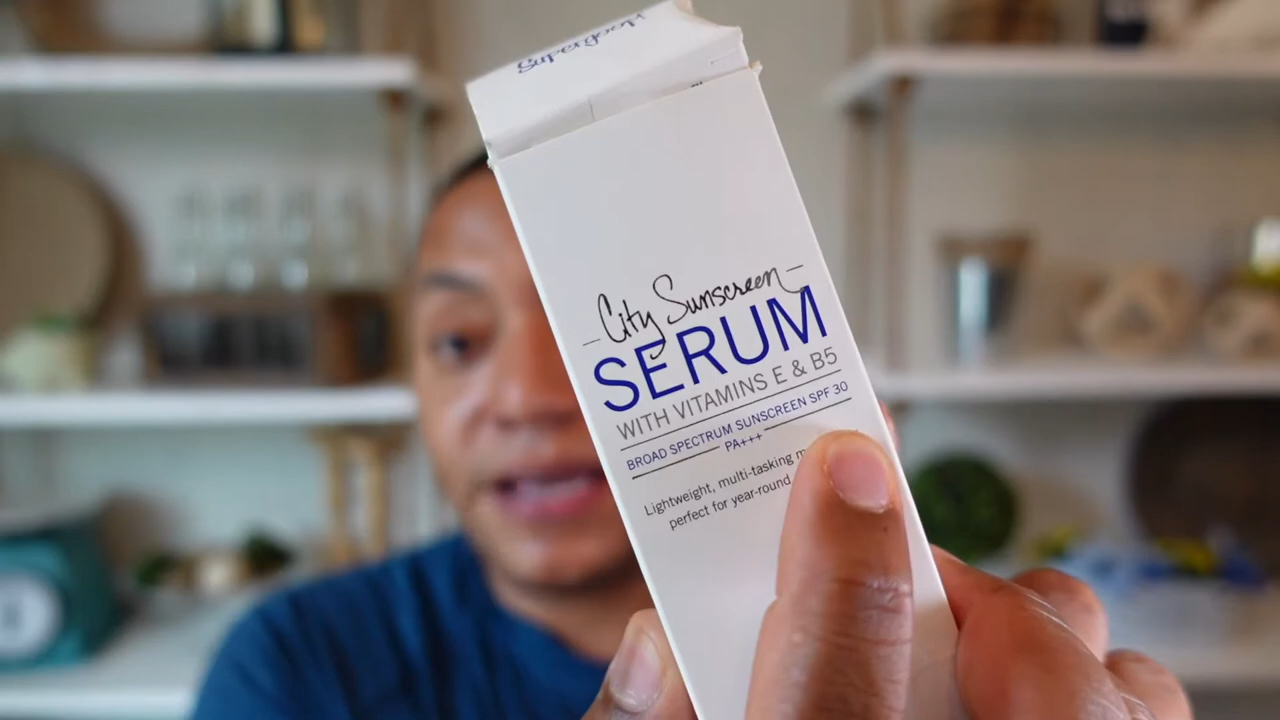 Supergoop!
City Sunscreen
SERUM
WITH VITAMINS E & B5
BROAD SPECTRUM SUNSCREEN SPF 30
PA+++
Lightweight, multi-tasking
perfect for year-round